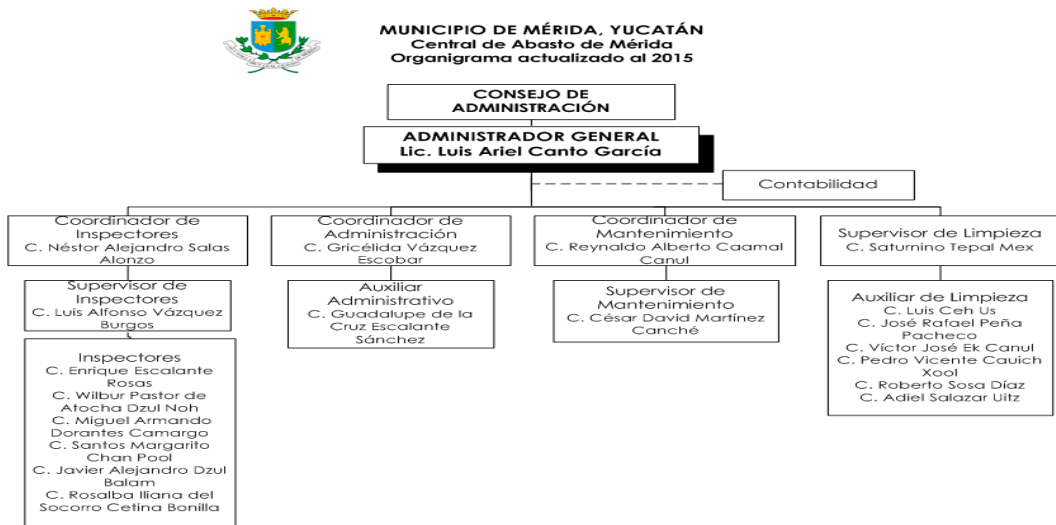 MUNICIPIO DE MÉRIDA, YUCATÁN
Central de Abasto de Mérida
Organigrama actualizado al 2015
CONSEJO DE
ADMINISTRACIÓN
ADMINISTRADOR GENERAL
Lic. Luis Ariel Canto García
Contabilidad
Coordinador de
Inspectores
C. Néstor Alejandro Salas
Alonzo
Coordinador de
Administración
C. Gricélida Vázquez
Escobar
Coordinador de
Mantenimiento
C. Reynaldo Alberto Caamal
Canul
Supervisor de Limpieza
C. Saturnino Tepal Mex
Supervisor de
Inspectores
C. Luis Alfonso Vázquez
Burgos
Auxiliar
Administrativo
C. Guadalupe de la
Cruz Escalante
Sánchez
Supervisor de
Mantenimiento
C. César David Martínez
Canché
Auxiliar de Limpieza
C. Luis Ceh Us
C. José Rafael Peña
Pacheco
C. Víctor José Ek Canul
C. Pedro Vicente Cauich
Xool
C. Roberto Sosa Díaz
C. Adiel Salazar Uitz
Inspectores
C. Enrique Escalante
Rosas
C. Wilbur Pastor de
Atocha Dzul Noh
C. Miguel Armando
Dorantes Camargo
C. Santos Margarito
Chan Pool
C. Javier Alejandro Dzul
Balam
C. Rosalba Iliana del
Socorro Cetina Bonilla